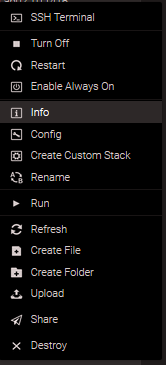 SSH Terminal
Turn Off
Restart
Enable Always On
Info
Config
Create Custom Stack
Rename
Run
Refresh
Create File
Create Folder
Upload
Share
Destroy